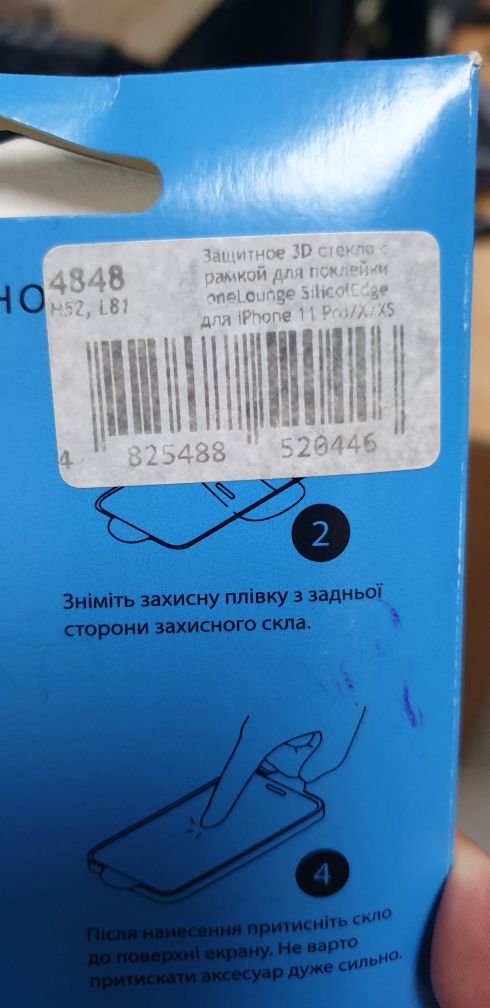 но
4848
H52, L81
Защитное 3D стекло с
рамкой для поклейки
oneLounge SilicolEdge
для iPhone 11 Pro/X/XS
4 825488 520446
2
Зніміть захисну плівку з задньої
сторони захисного скла.
4
Після нанесення притисніть скло
до поверхні екрану. Не варто
притискати аксесуар дуже сильно.